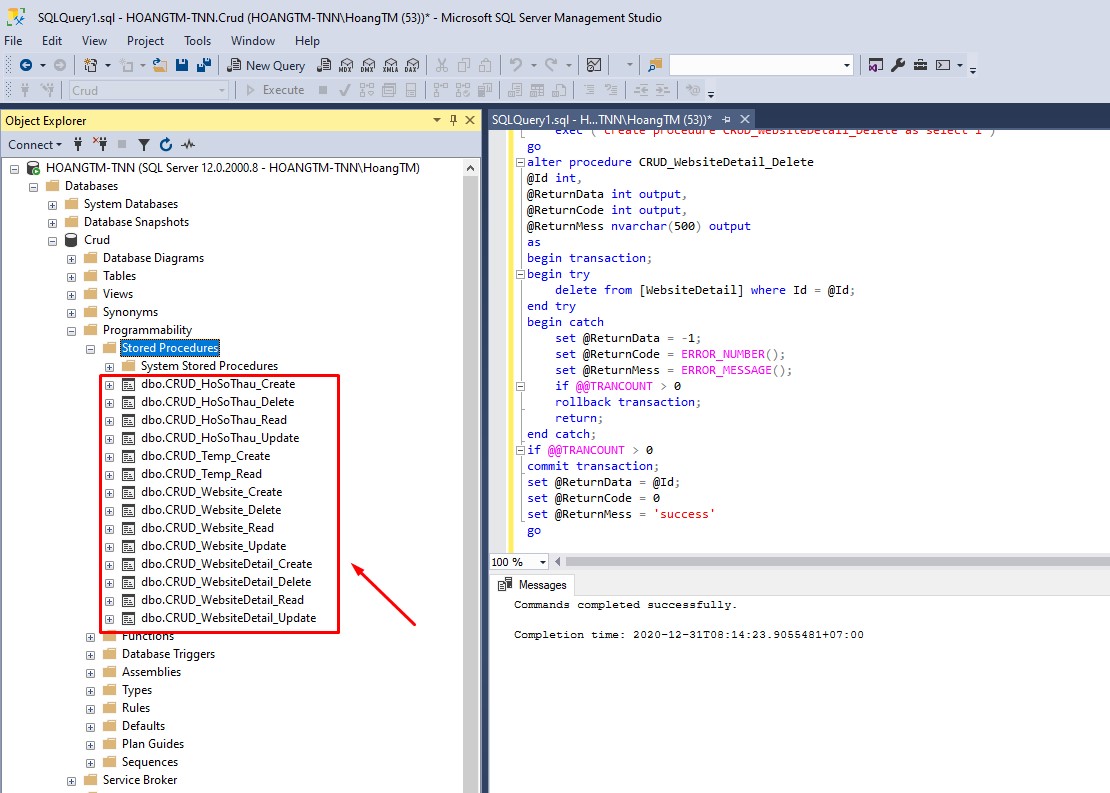 SQLQuery1.sql - HOANGTM-TNN.Crud (HOANGTM-TNN\HoangTM (53))* - Microsoft SQL Server Management Studio
File Edit View Project Tools Window Help
New Query MDX DMX XMLA DAX
Crud Execute
Object Explorer
Connect
HOANGTM-TNN (SQL Server 12.0.2000.8 - HOANGTM-TNN\HoangTM)
Databases
System Databases
Database Snapshots
Crud
Database Diagrams
Tables
Views
Synonyms
Programmability
Stored Procedures
System Stored Procedures
dbo.CRUD_HoSoThau_Create
dbo.CRUD_HoSoThau_Delete
dbo.CRUD_HoSoThau_Read
dbo.CRUD_HoSoThau_Update
dbo.CRUD_Temp_Create
dbo.CRUD_Temp_Read
dbo.CRUD_Website_Create
dbo.CRUD_Website_Delete
dbo.CRUD_Website_Read
dbo.CRUD_Website_Update
dbo.CRUD_WebsiteDetail_Create
dbo.CRUD_WebsiteDetail_Delete
dbo.CRUD_WebsiteDetail_Read
dbo.CRUD_WebsiteDetail_Update
Functions
Database Triggers
Assemblies
Types
Rules
Defaults
Plan Guides
Sequences
Service Broker
SQLQuery1.sql - H...TNN\HoangTM (53))*
exec ( 'create procedure CRUD_WebsiteDetail_Delete as select 1')
go
alter procedure CRUD_WebsiteDetail_Delete
@Id int,
@ReturnData int output,
@ReturnCode int output,
@ReturnMess nvarchar(500) output
as
begin transaction;
begin try
delete from [WebsiteDetail] where Id = @Id;
end try
begin catch
set @ReturnData = -1;
set @ReturnCode = ERROR_NUMBER();
set @ReturnMess = ERROR_MESSAGE();
if @@TRANCOUNT > 0
rollback transaction;
return;
end catch;
if @@TRANCOUNT > 0
commit transaction;
set @ReturnData = @Id;
set @ReturnCode = 0
set @ReturnMess = 'success'
go
100 %
Messages
Commands completed successfully.
Completion time: 2020-12-31T08:14:23.9055481+07:00